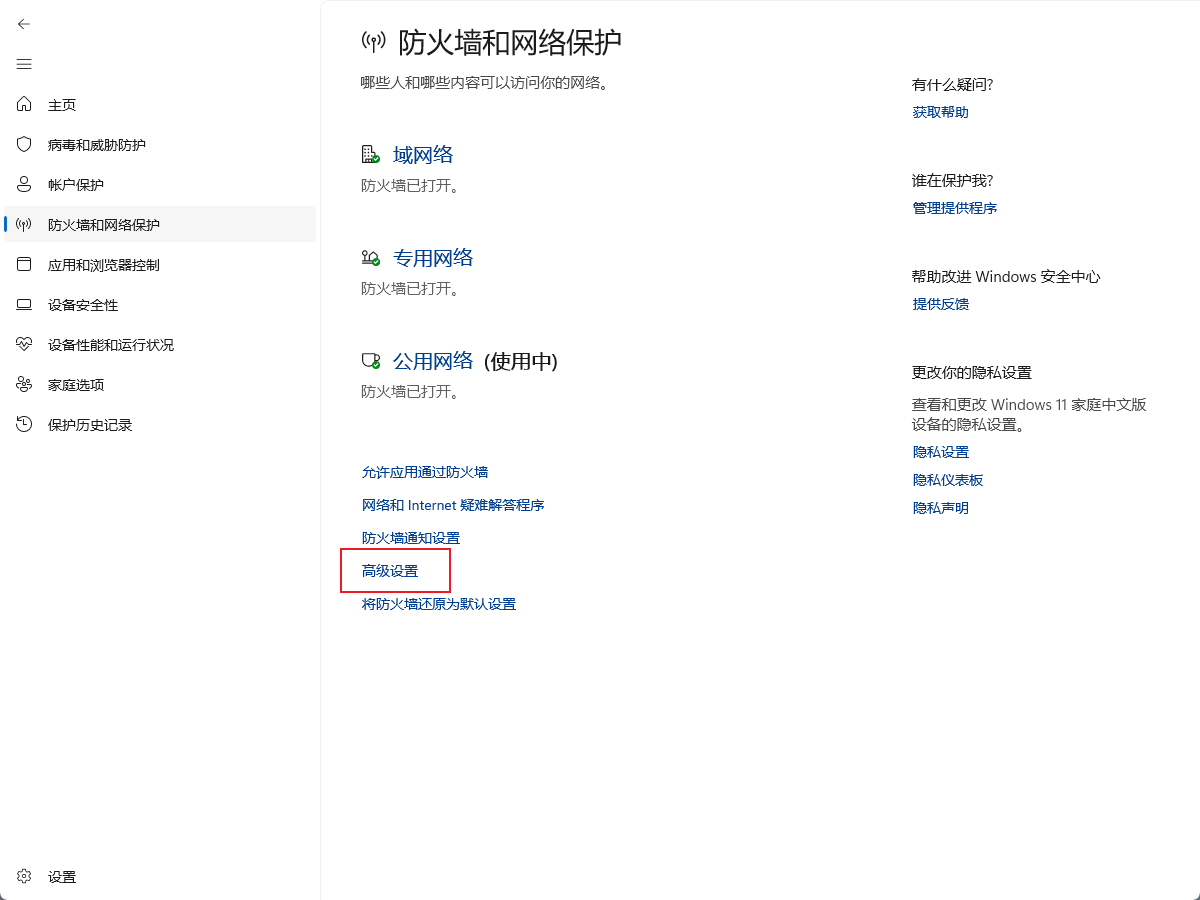 主页
病毒和威胁防护
帐户保护
防火墙和网络保护
应用和浏览器控制
设备安全性
设备性能和运行状况
家庭选项
保护历史记录
设置
防火墙和网络保护
哪些人和哪些内容可以访问你的网络。
域网络
防火墙已打开。
专用网络
防火墙已打开。
公用网络 (使用中)
防火墙已打开。
允许应用通过防火墙
网络和 Internet 疑难解答程序
防火墙通知设置
高级设置
将防火墙还原为默认设置
有什么疑问?
获取帮助
谁在保护我?
管理提供程序
帮助改进 Windows 安全中心
提供反馈
更改你的隐私设置
查看和更改 Windows 11 家庭中文版
设备的隐私设置。
隐私设置
隐私仪表板
隐私声明